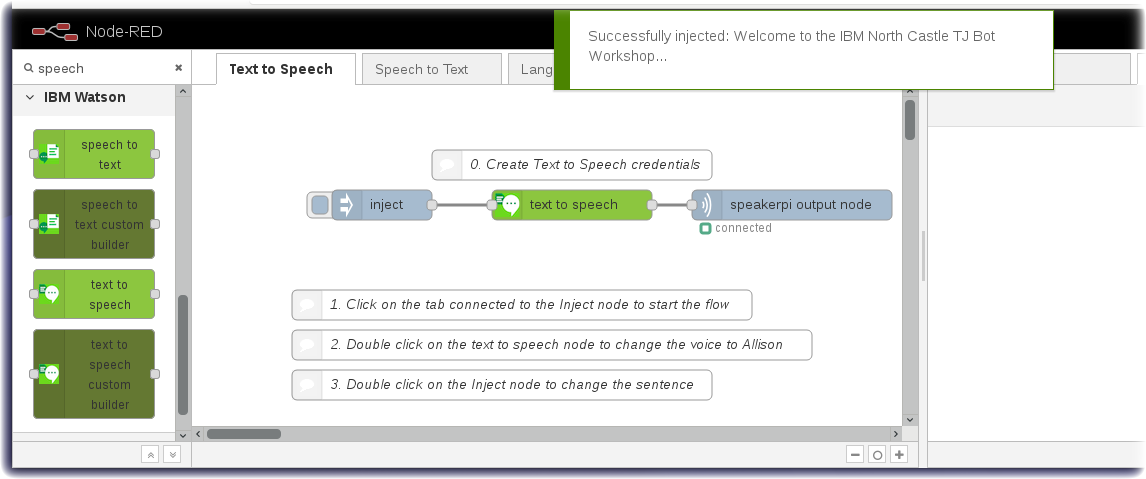 Node-RED
Successfully injected: Welcome to the IBM North Castle TJ Bot
Workshop...
speech
Text to Speech
Speech to Text
Lang
IBM Watson
speech to
text
speech to
text custom
builder
text to
speech
text to
speech
custom
builder
0. Create Text to Speech credentials
inject
text to speech
speakerpi output node
connected
1. Click on the tab connected to the Inject node to start the flow
2. Double click on the text to speech node to change the voice to Allison
3. Double click on the Inject node to change the sentence